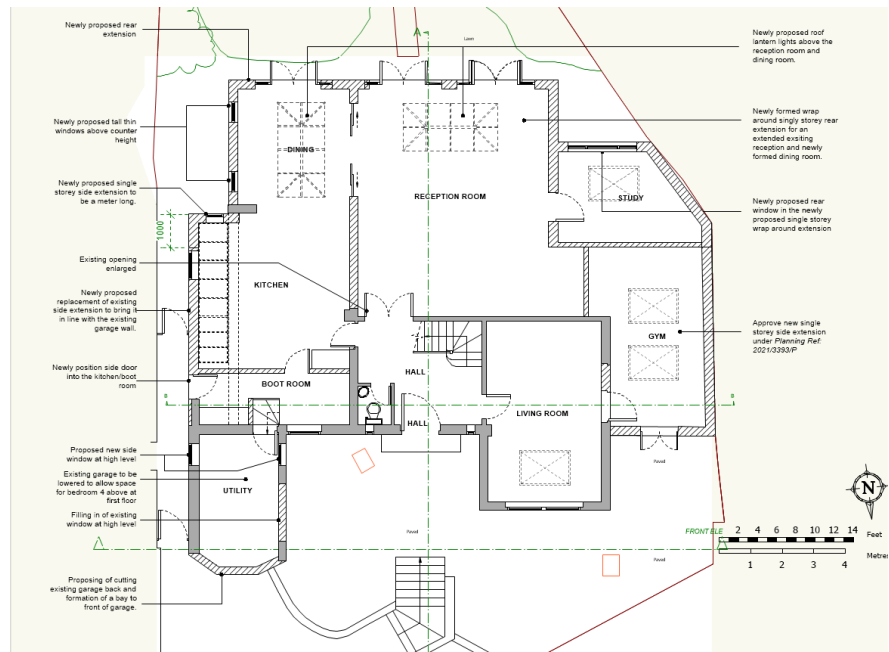 Newly proposed rear
extension
Newly proposed tall thin
windows above counter
height
Newly proposed single
storey side extension to
be a meter long.
1000
Existing opening
enlarged
Newly proposed
replacement of existing
side extension to bring it
in line with the existing
garage wall.
Newly position side door
into the kitchen/boot
room
Proposed new side
window at high level
Existing garage to be
lowered to allow space
for bedroom 4 above at
first floor
Filling in of existing
window at high level
Proposing of cutting
existing garage back and
formation of a bay to
front of garage.
A
Lawn
DINING
RECEPTION ROOM
STUDY
KITCHEN
GYM
HALL
BOOT ROOM
HALL
LIVING ROOM
UTILITY
B
B
Paved
Paved
Paved
Paved
Newly proposed roof
lantern lights above the
reception room and
dining room.
Newly formed wrap
around singly storey rear
extension for an
extended exsiting
reception and newly
formed dining room.
Newly proposed rear
window in the newly
proposed single storey
wrap around extension
Approve new single
storey side extension
under Planning Ref:
2021/3393/P
N
FRONT ELE
2 4 6 8 10 12 14
Feet
Metres
1 2 3 4